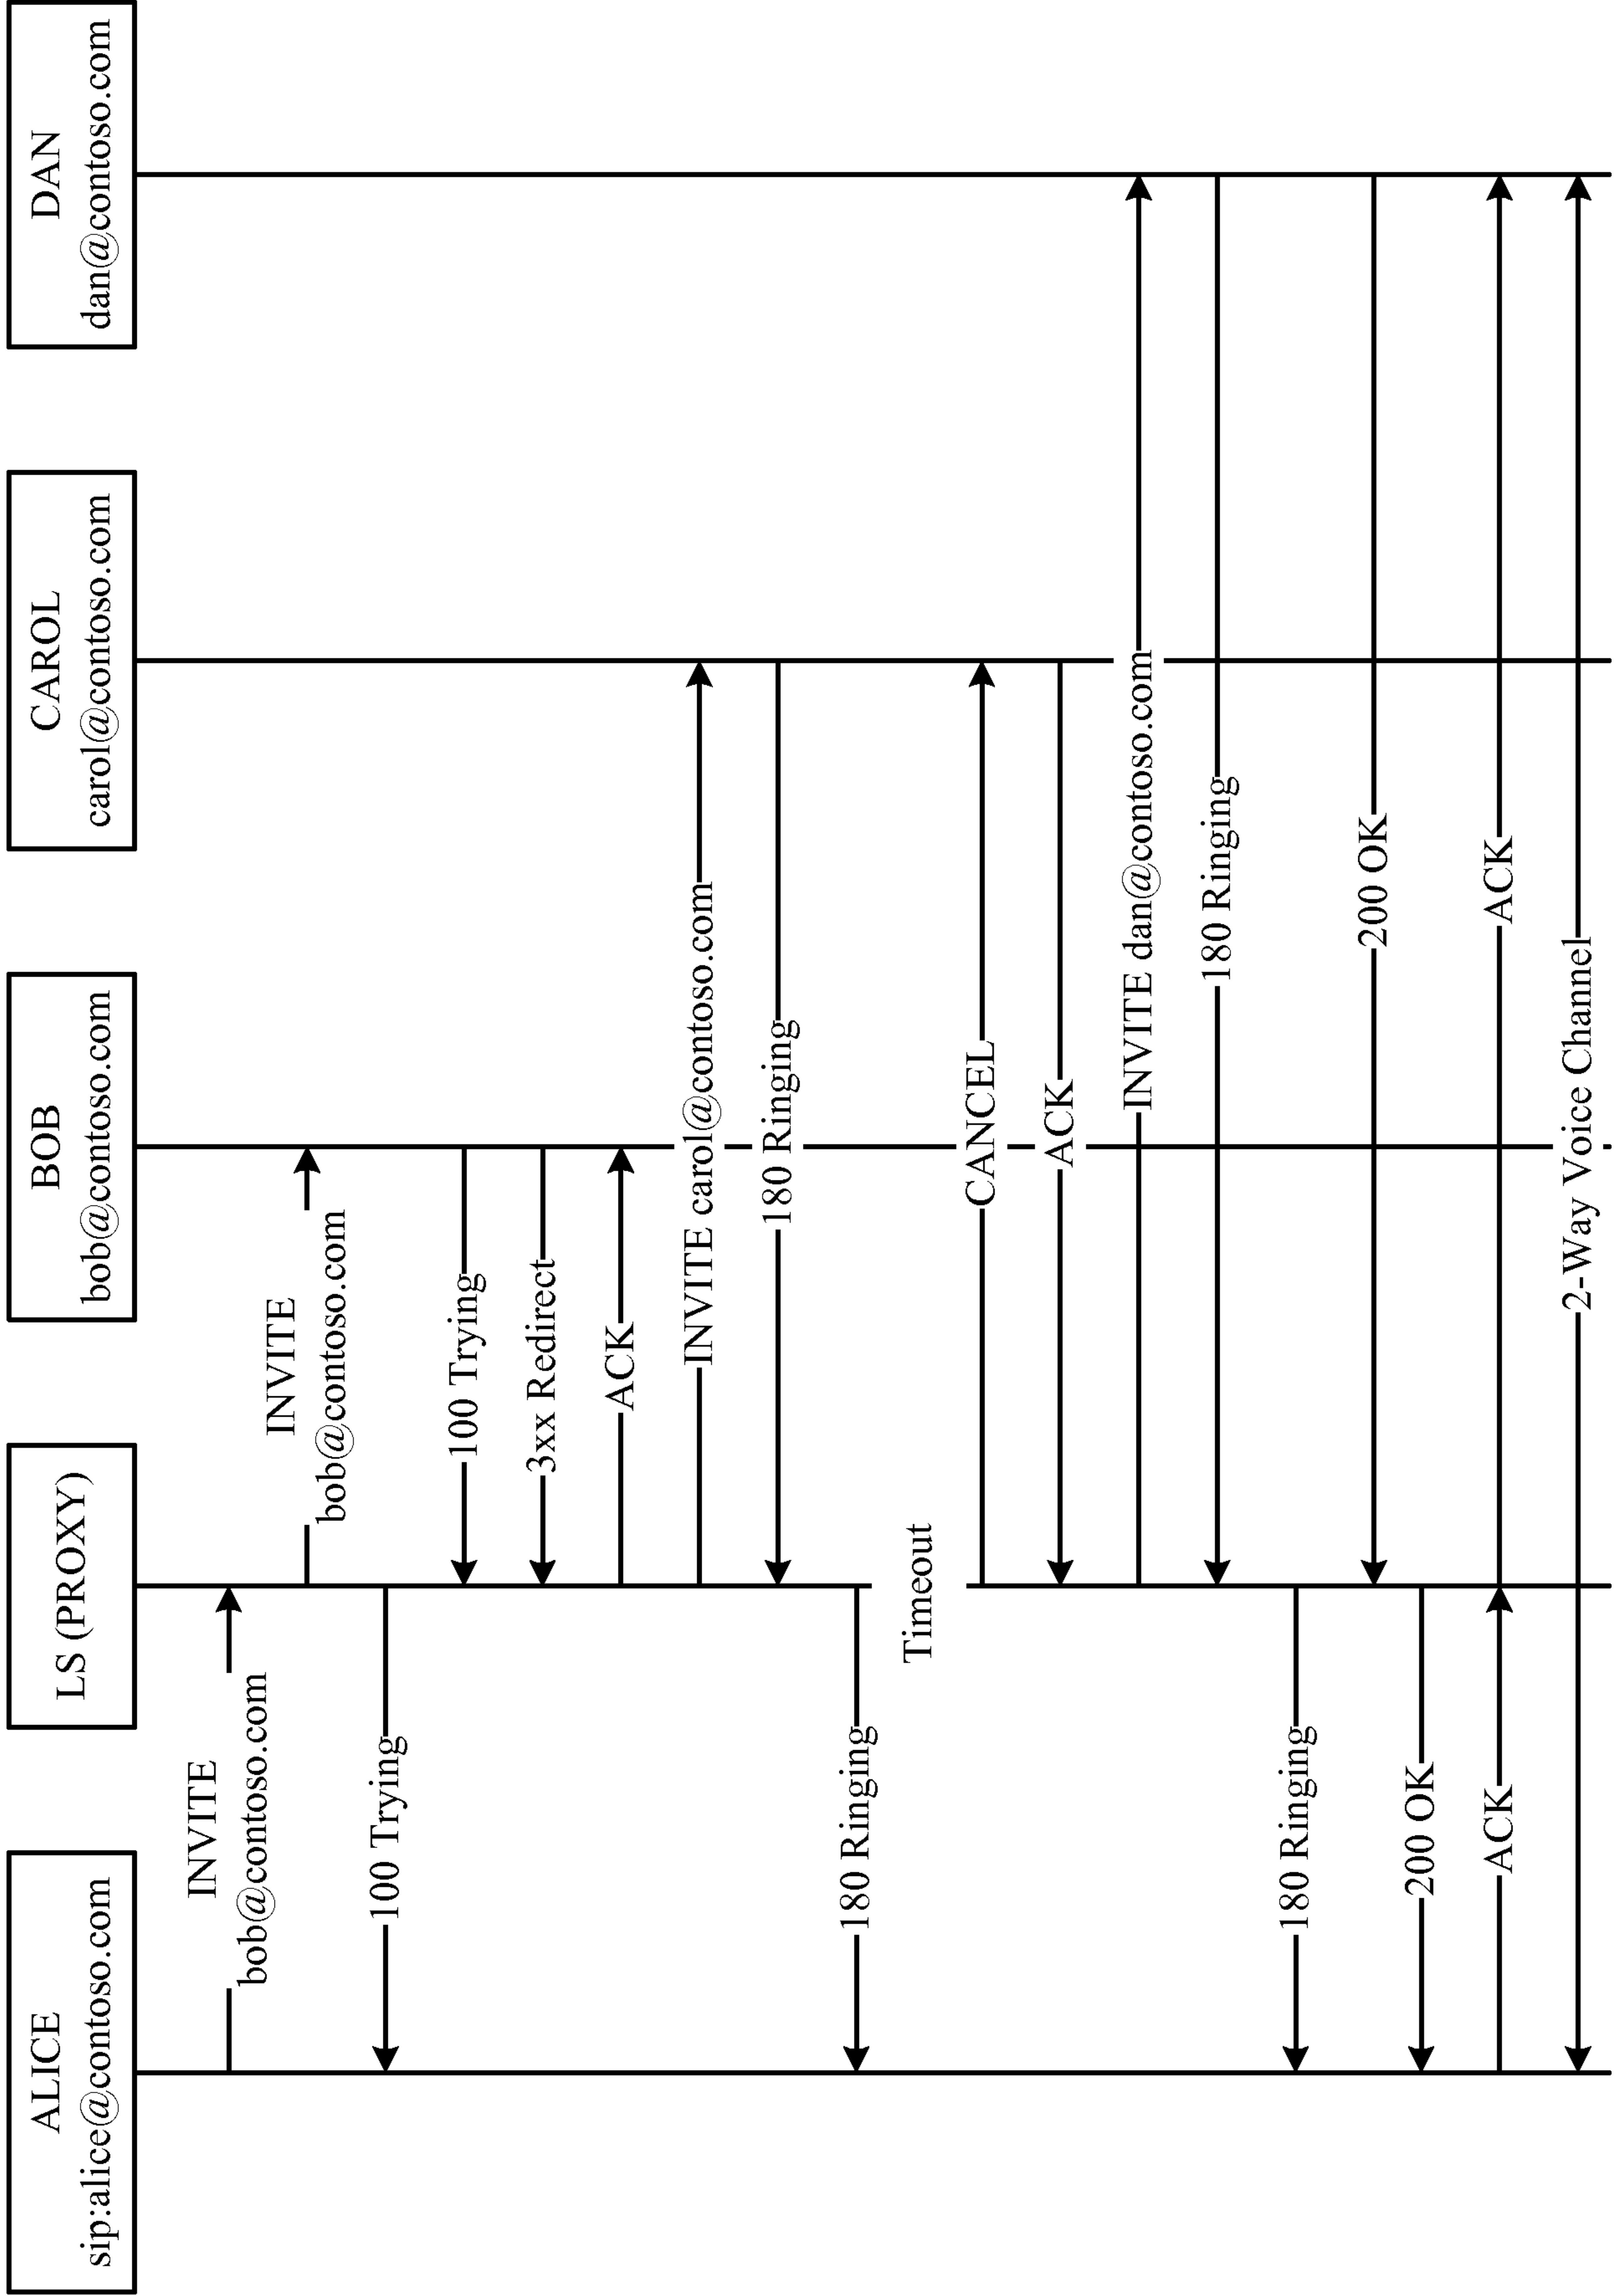 ALICE
sip:alice@contoso.com
LS (PROXY)
BOB
bob@contoso.com
CAROL
carol@contoso.com
DAN
dan@contoso.com
INVITE
bob@contoso.com
INVITE
bob@contoso.com
100 Trying
100 Trying
3xx Redirect
ACK
INVITE carol@contoso.com
180 Ringing
180 Ringing
Timeout
CANCEL
ACK
INVITE dan@contoso.com
180 Ringing
180 Ringing
200 OK
200 OK
ACK
ACK
2-Way Voice Channel